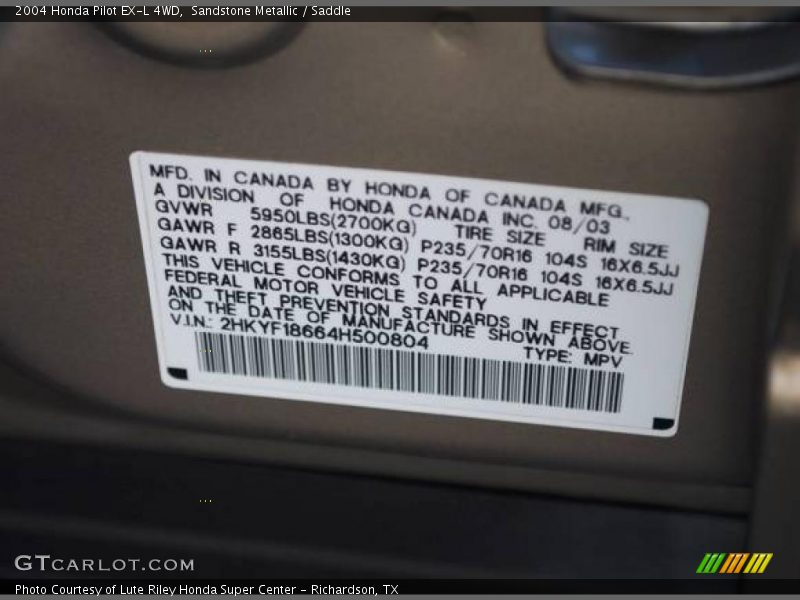 2004 Honda Pilot EX-L 4WD, Sandstone Metallic / Saddle
MFD. IN CANADA BY HONDA OF CANADA MFG.,
A DIVISION OF HONDA CANADA INC. 08/03
GVWR 5950LBS(2700KG) TIRE SIZE RIM SIZE
GAWR F 2865LBS(1300KG) P235/70R16 104S 16X6.5JJ
GAWR R 3155LBS(1430KG) P235/70R16 104S 16X6.5JJ
THIS VEHICLE CONFORMS TO ALL APPLICABLE
FEDERAL MOTOR VEHICLE SAFETY
AND THEFT PREVENTION STANDARDS IN EFFECT
ON THE DATE OF MANUFACTURE SHOWN ABOVE.
V.I.N.: 2HKYF18664H500804 TYPE: MPV
GTCARLOT.COM
Photo Courtesy of Lute Riley Honda Super Center - Richardson, TX